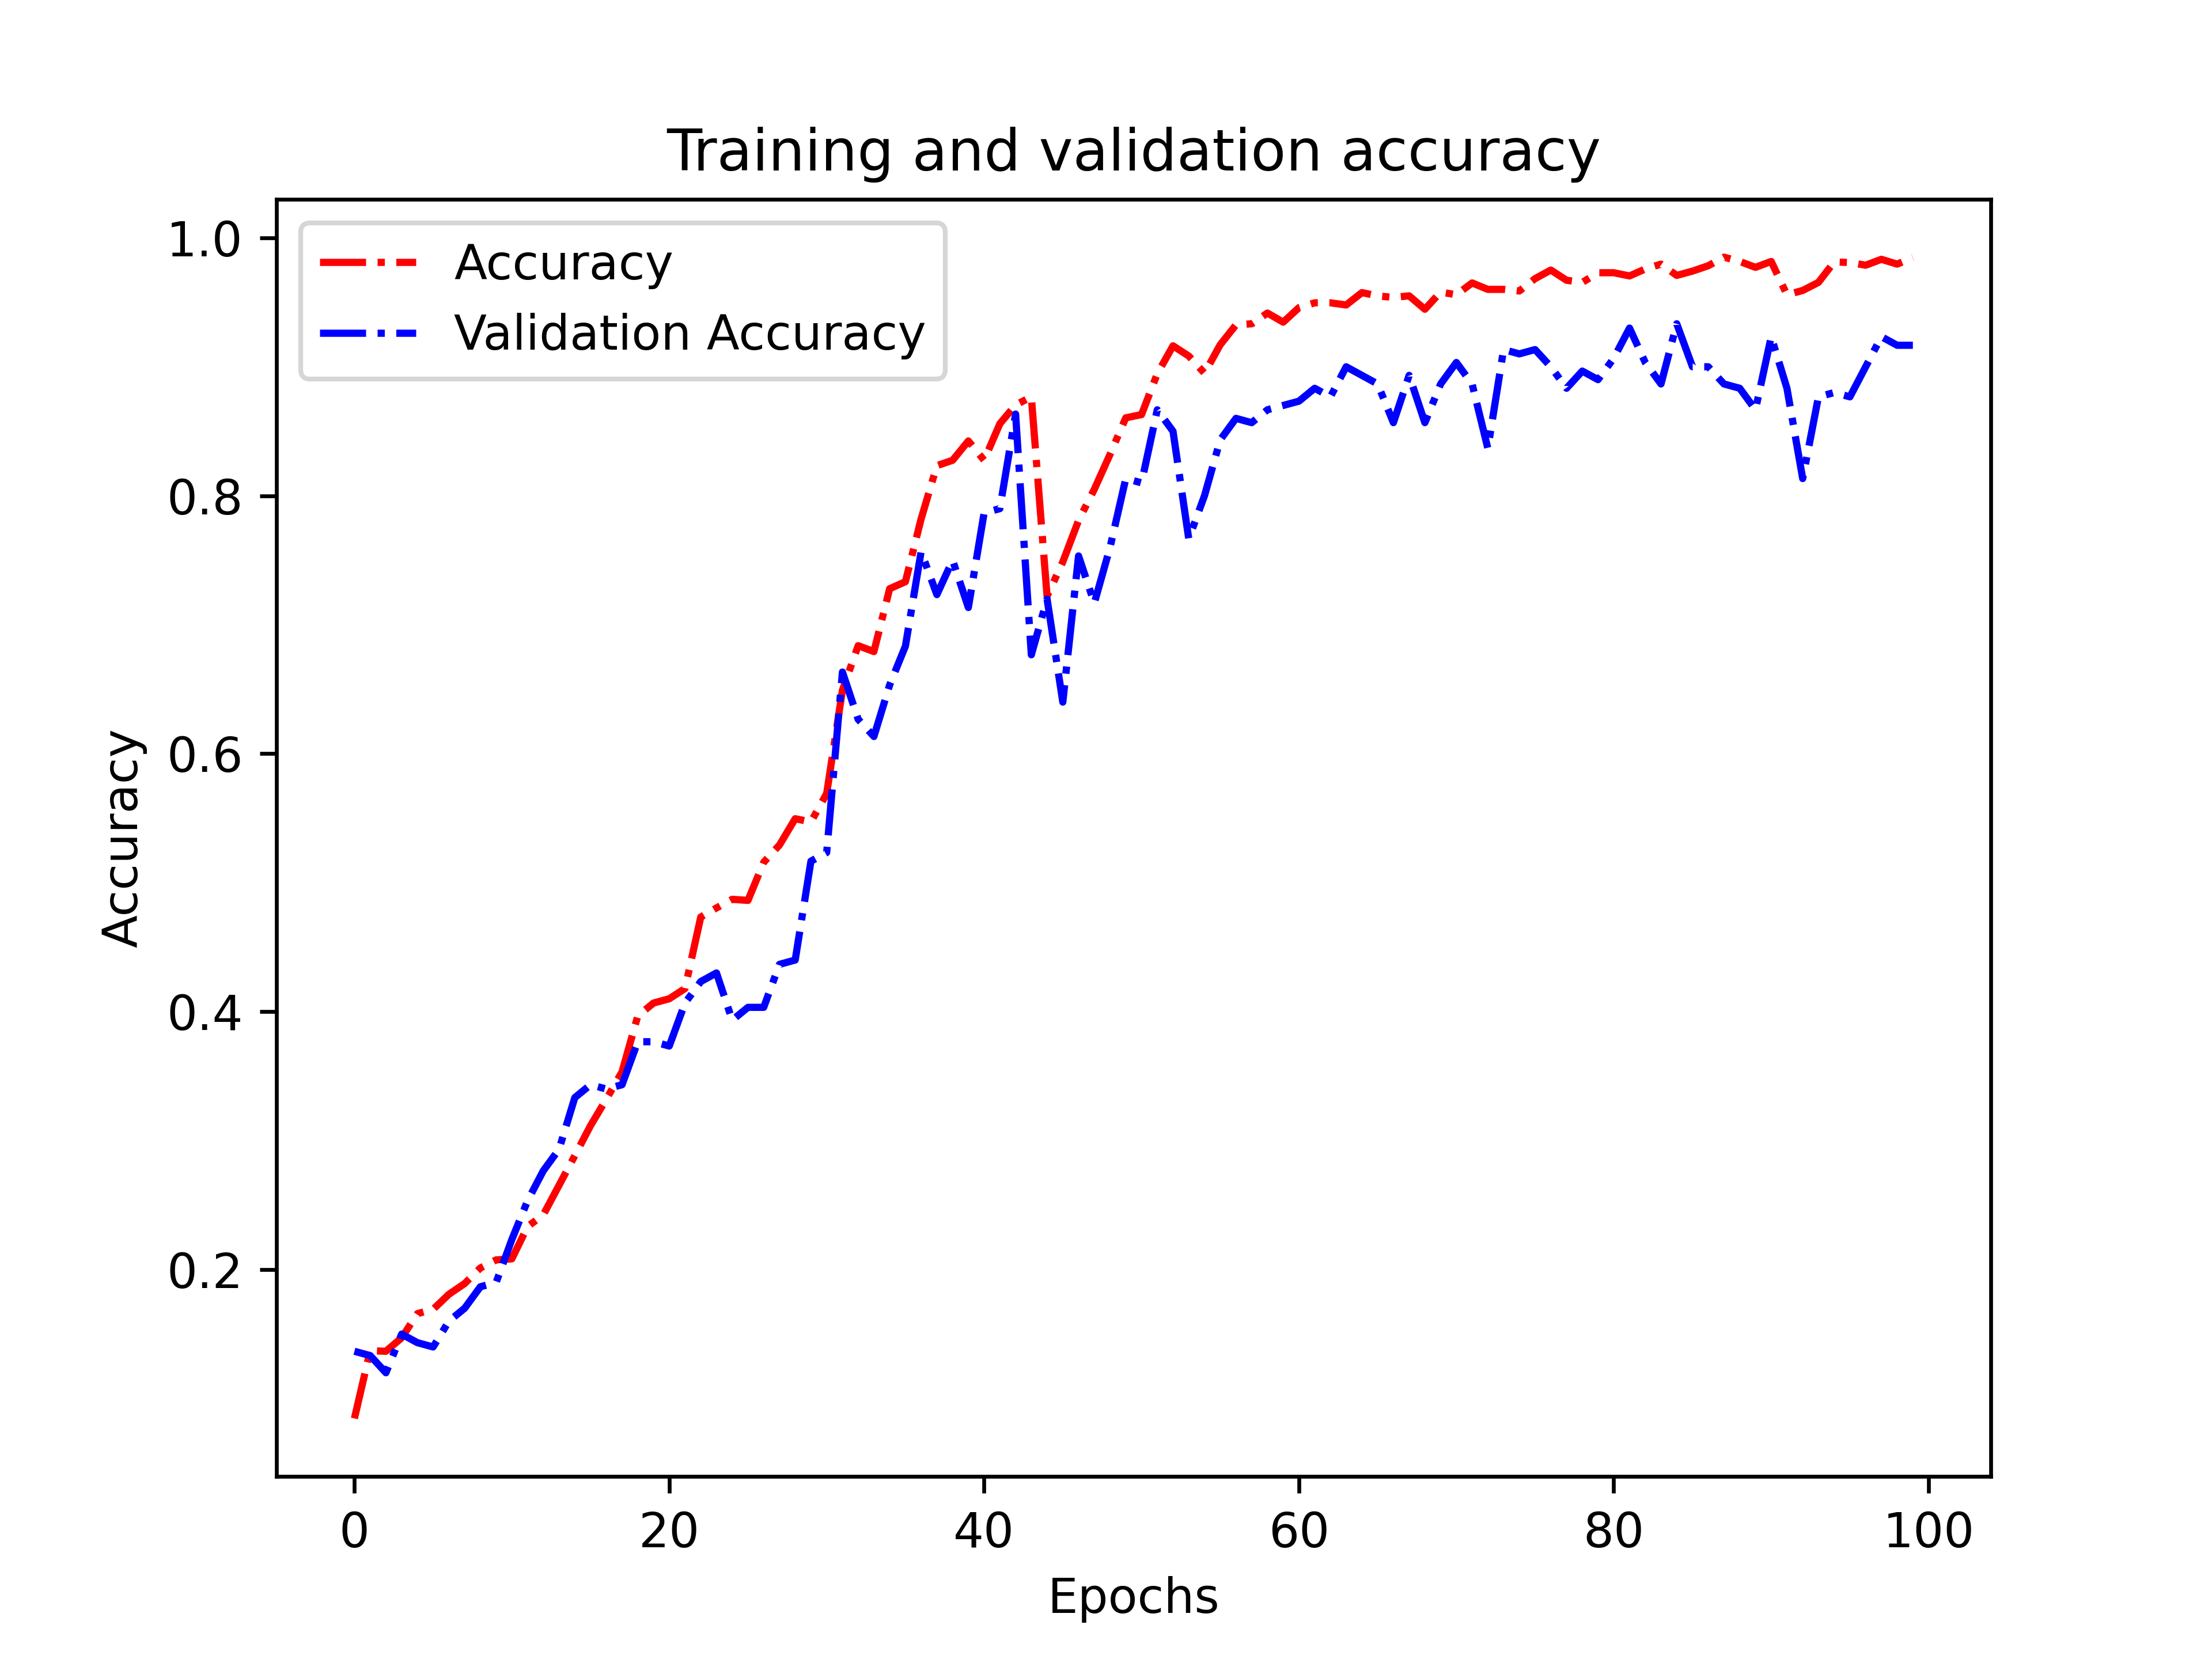 Training and validation accuracy
Accuracy
Validation Accuracy
1.0
0.8
0.6
0.4
0.2
Accuracy
0 20 40 60 80 100
Epochs